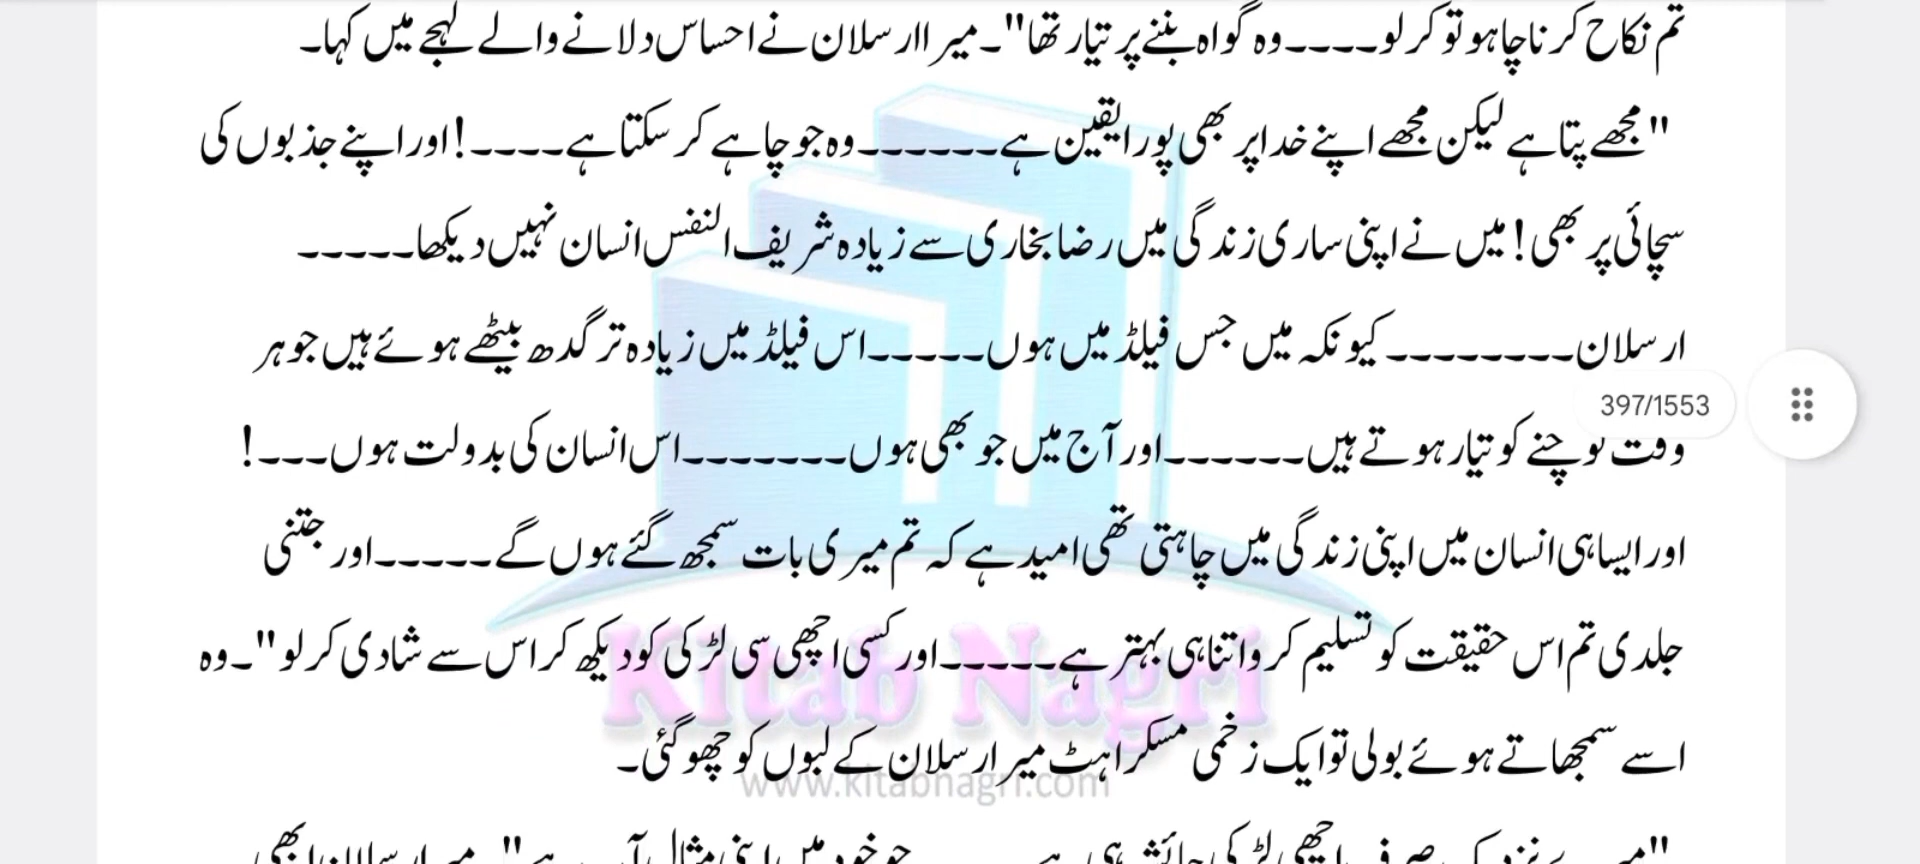 تم نکاح کرنا چاہو تو کر لو۔۔۔۔وہ گواہ بننے پر تیار تھا"۔میر اارسلان نے احساس دلانے والے لہجے میں کہا۔
"مجھے پتا ہے لیکن مجھے اپنے خدا پر بھی پورا یقین ہے۔۔۔۔۔۔وہ جو چاہے کر سکتا ہے۔۔۔۔! اور اپنے جذبوں کی
سچائی پر بھی! میں نے اپنی ساری زندگی میں رضا بخاری سے زیادہ شریف النفس انسان نہیں دیکھا۔۔۔۔۔
ارسلان۔۔۔۔۔۔۔۔کیونکہ میں جس فیلڈ میں ہوں۔۔۔۔۔اس فیلڈ میں زیادہ تر گدھ بیٹھے ہوئے ہیں جو ہر
397/1553
وقت نوچنے کو تیار ہوتے ہیں۔۔۔۔۔۔اور آج میں جو بھی ہوں۔۔۔۔۔۔۔اس انسان کی بدولت ہوں۔۔۔!
اور ایسا ہی انسان میں اپنی زندگی میں چاہتی تھی امید ہے کہ تم میری بات سمجھ گئے ہوں گے۔۔۔۔۔اور جتنی
جلدی تم اس حقیقت کو تسلیم کرو اتنا ہی بہتر ہے۔۔۔۔۔اور کسی اچھی سی لڑکی کو دیکھ کر اس سے شادی کر لو"۔وہ
Kitab Nagri
اسے سمجھاتے ہوئے بولی تو ایک زخمی مسکراہٹ میر ارسلان کے لبوں کو چھو گئی۔
www.kitabnagri.com